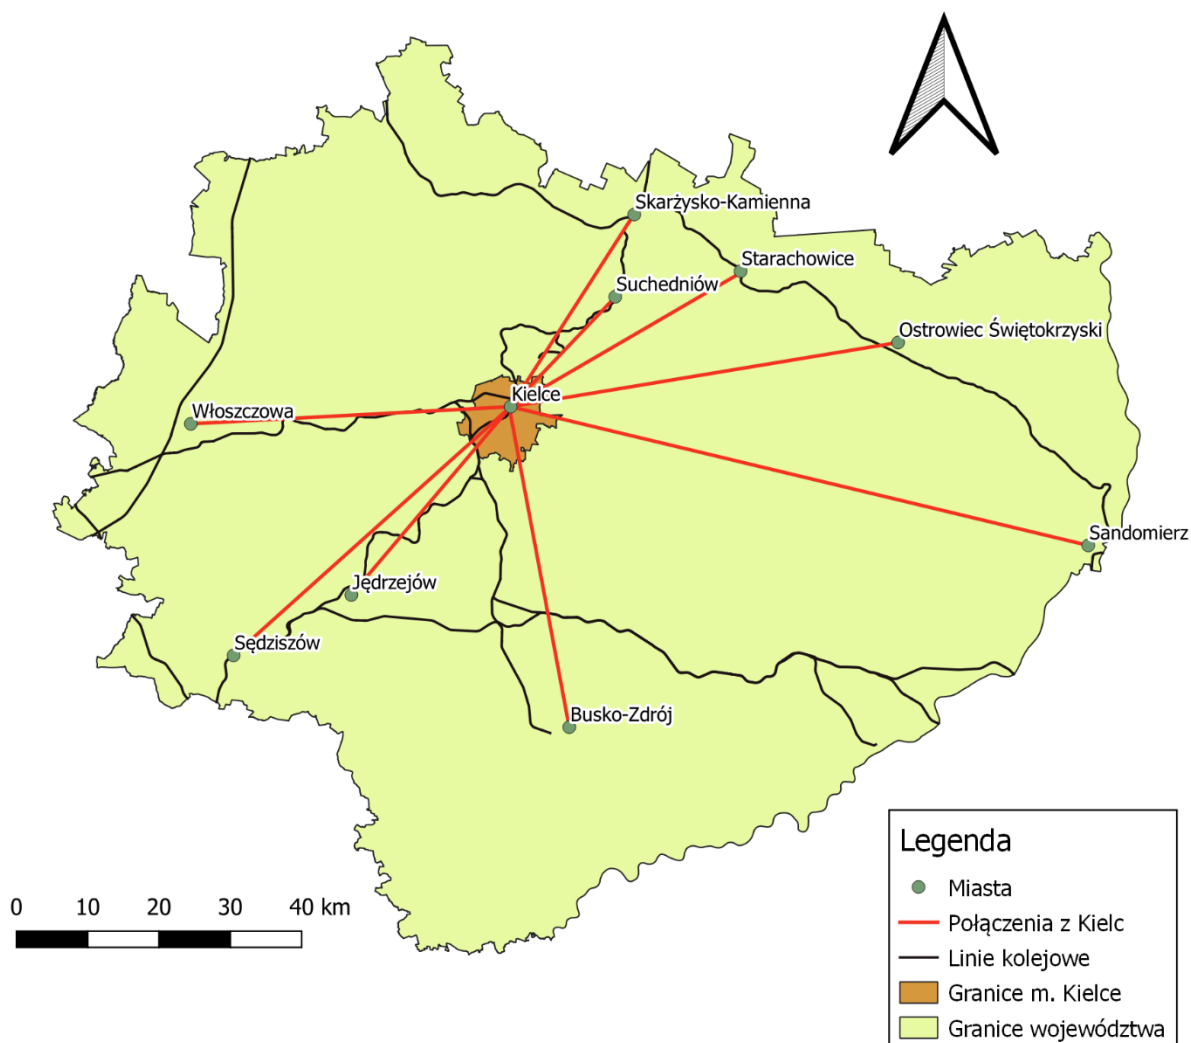 Skarżysko-Kamienna
Starachowice
Suchedniów
Ostrowiec Świętokrzyski
Kielce
Włoszczowa
Sandomierz
Jędrzejów
Sędziszów
Busko-Zdrój
0 10 20 30 40 km
Legenda
Miasta
Połączenia z Kielc
Linie kolejowe
Granice m. Kielce
Granice województwa